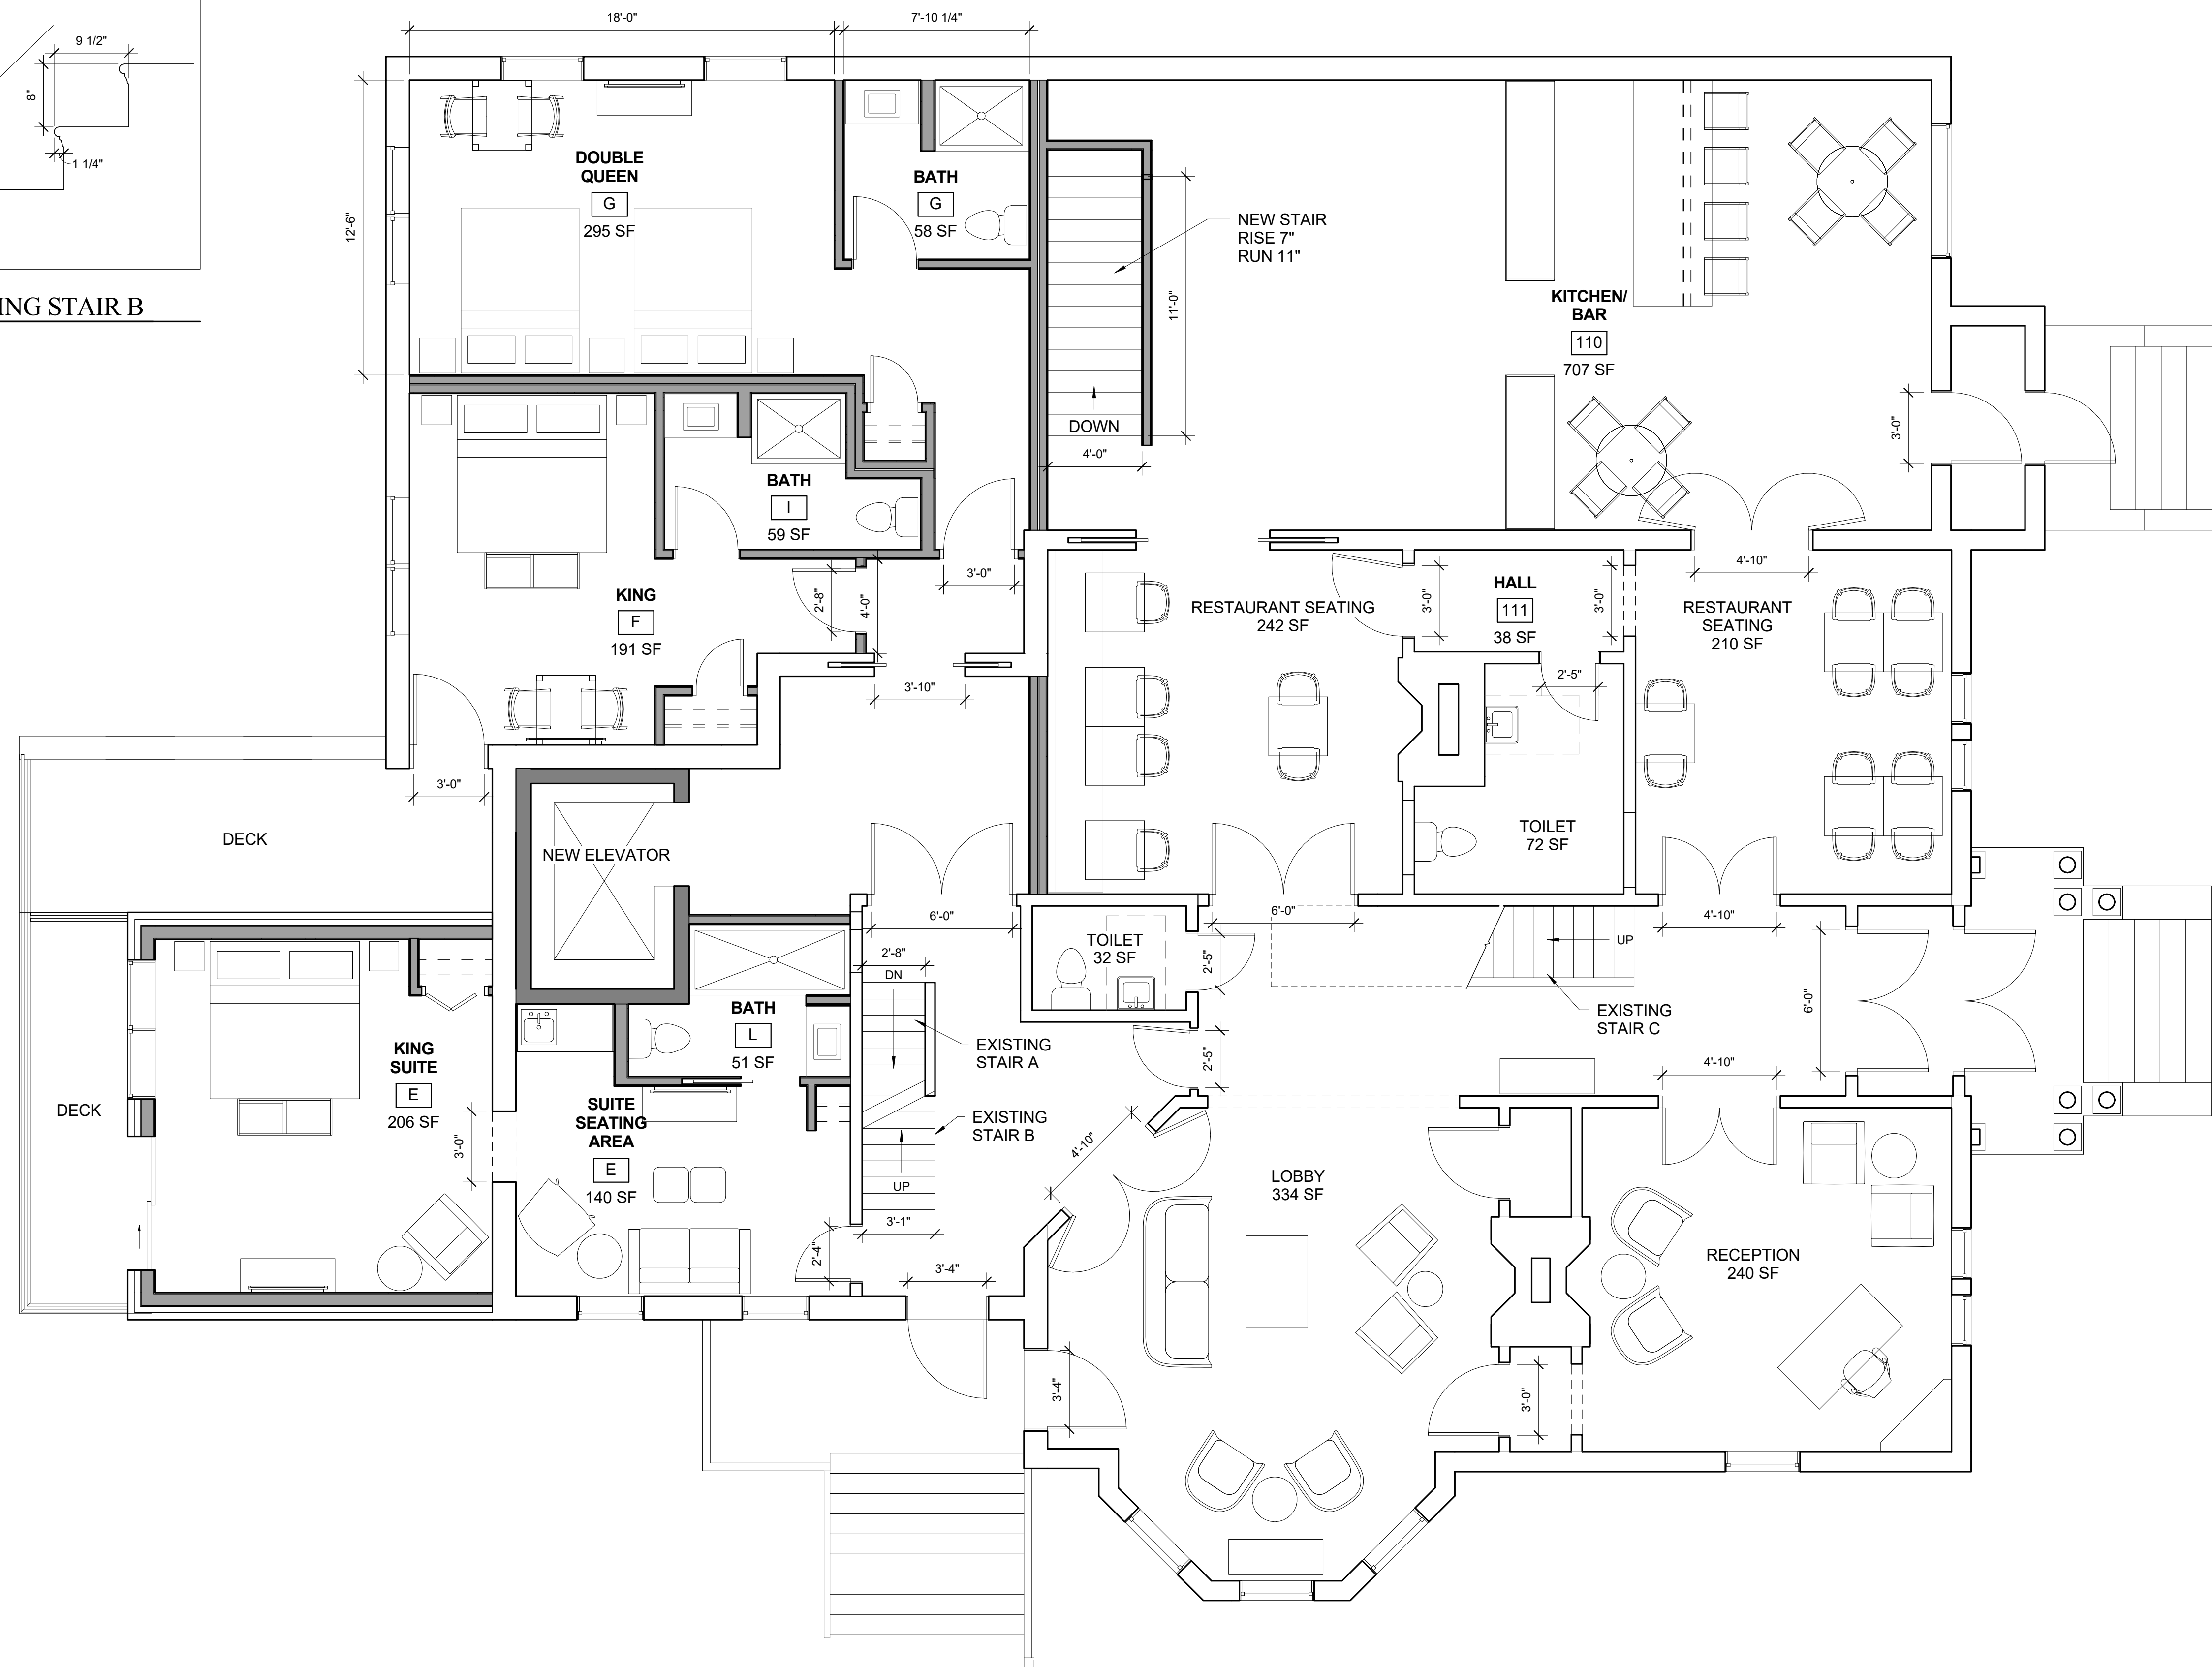 18'-0"
7'-10 1/4"
9 1/2"
8"
1 1/4"
ING STAIR B
12'-6"
DOUBLE
QUEEN
G
295 SF
BATH
G
58 SF
NEW STAIR
RISE 7"
RUN 11"
11'-0"
DOWN
4'-0"
KITCHEN/
BAR
110
707 SF
3'-0"
BATH
I
59 SF
KING
F
191 SF
2'-8"
4'-0"
3'-0"
3'-10"
RESTAURANT SEATING
242 SF
3'-0"
HALL
111
38 SF
3'-0"
2'-5"
4'-10"
RESTAURANT
SEATING
210 SF
3'-0"
DECK
NEW ELEVATOR
TOILET
72 SF
6'-0"
6'-0"
4'-10"
TOILET
32 SF
2'-5"
UP
EXISTING
STAIR C
6'-0"
2'-8"
DN
BATH
L
51 SF
EXISTING
STAIR A
2'-5"
4'-10"
KING
SUITE
E
206 SF
DECK
3'-0"
SUITE
SEATING
AREA
E
140 SF
EXISTING
STAIR B
UP
3'-1"
2'-4"
3'-4"
4'-10"
LOBBY
334 SF
RECEPTION
240 SF
3'-4"
3'-0"